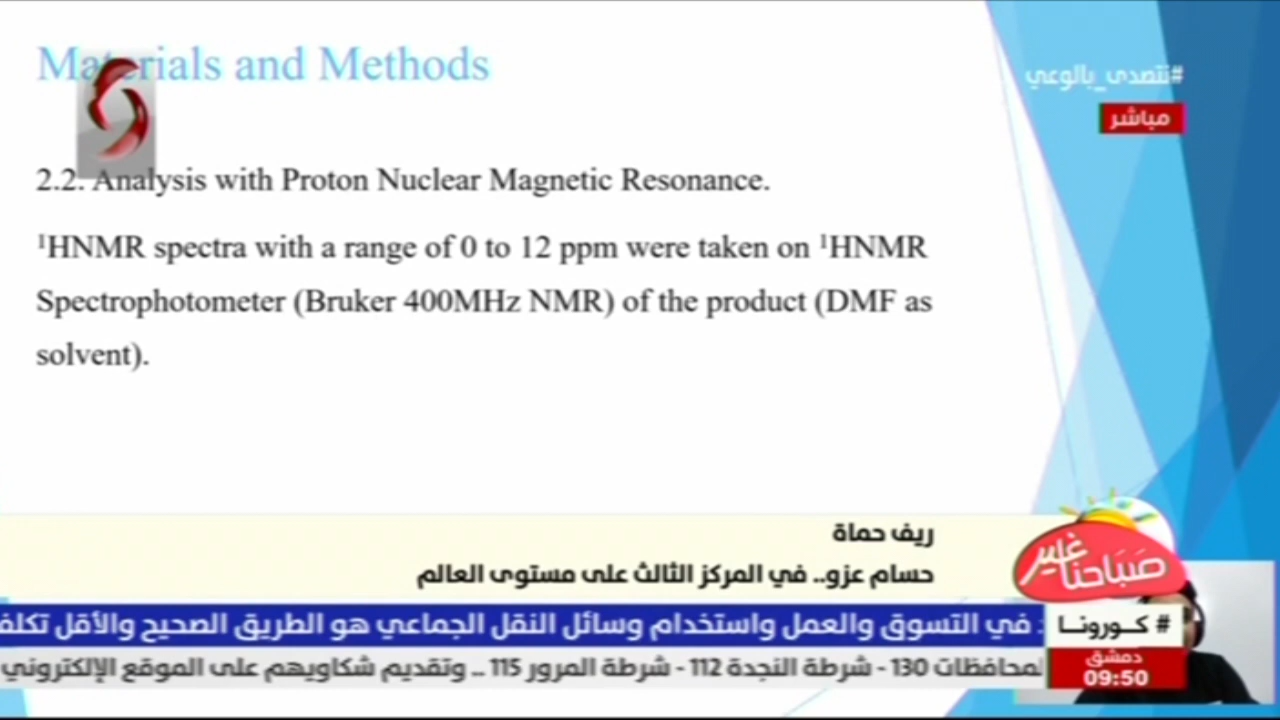 Materials and Methods
#نتصدى_بالوعي
مباشر
2.2. Analysis with Proton Nuclear Magnetic Resonance.
¹HNMR spectra with a range of 0 to 12 ppm were taken on ¹HNMR
Spectrophotometer (Bruker 400MHz NMR) of the product (DMF as
solvent).
ريف حماة
حسام عزو.. في المركز الثالث على مستوى العالم
صباحنا غير
# كـورونـا
في التسوق والعمل واستخدام وسائل النقل الجماعي هو الطريق الصحيح والأقل
دمشق
09:50
لمحافظات 130 - شرطة النجدة 112 - شرطة المرور 115 .. وتقديم شكاويهم على الموقع الإلكتروني